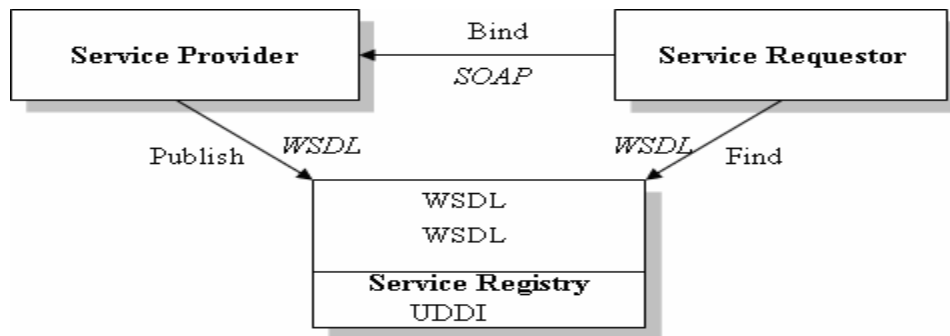 Bind
Service Provider
Service Requestor
SOAP
Publish
WSDL
WSDL
Find
WSDL
WSDL
Service Registry
UDDI